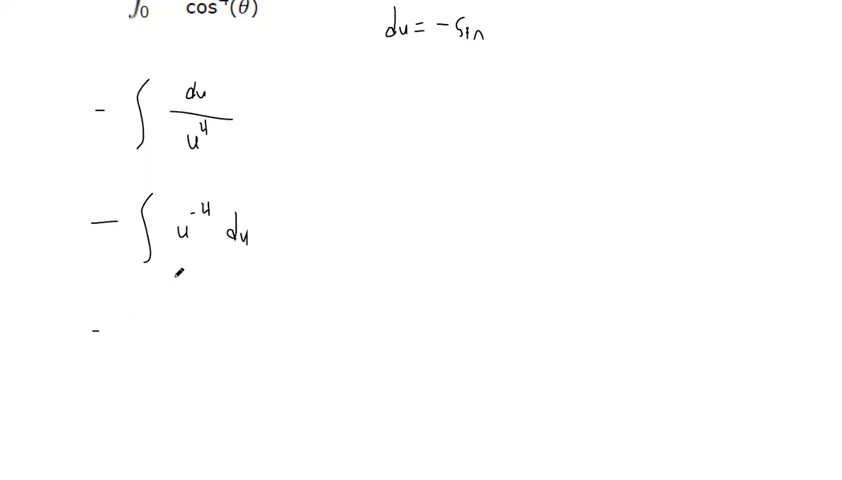 ∫₀ cos⁴(θ)
du = - sin
- ∫ du / u⁴
- ∫ u⁻⁴ du
-